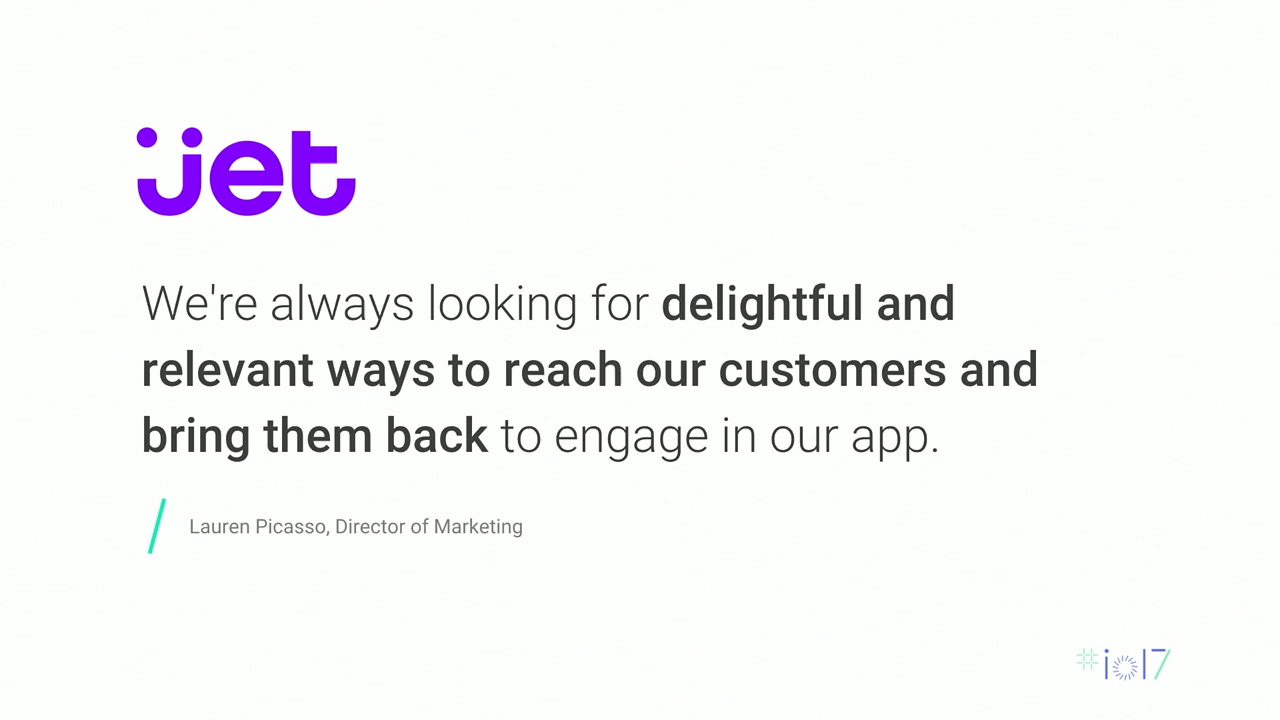 jet
We're always looking for delightful and
relevant ways to reach our customers and
bring them back to engage in our app.
Lauren Picasso, Director of Marketing
#io17